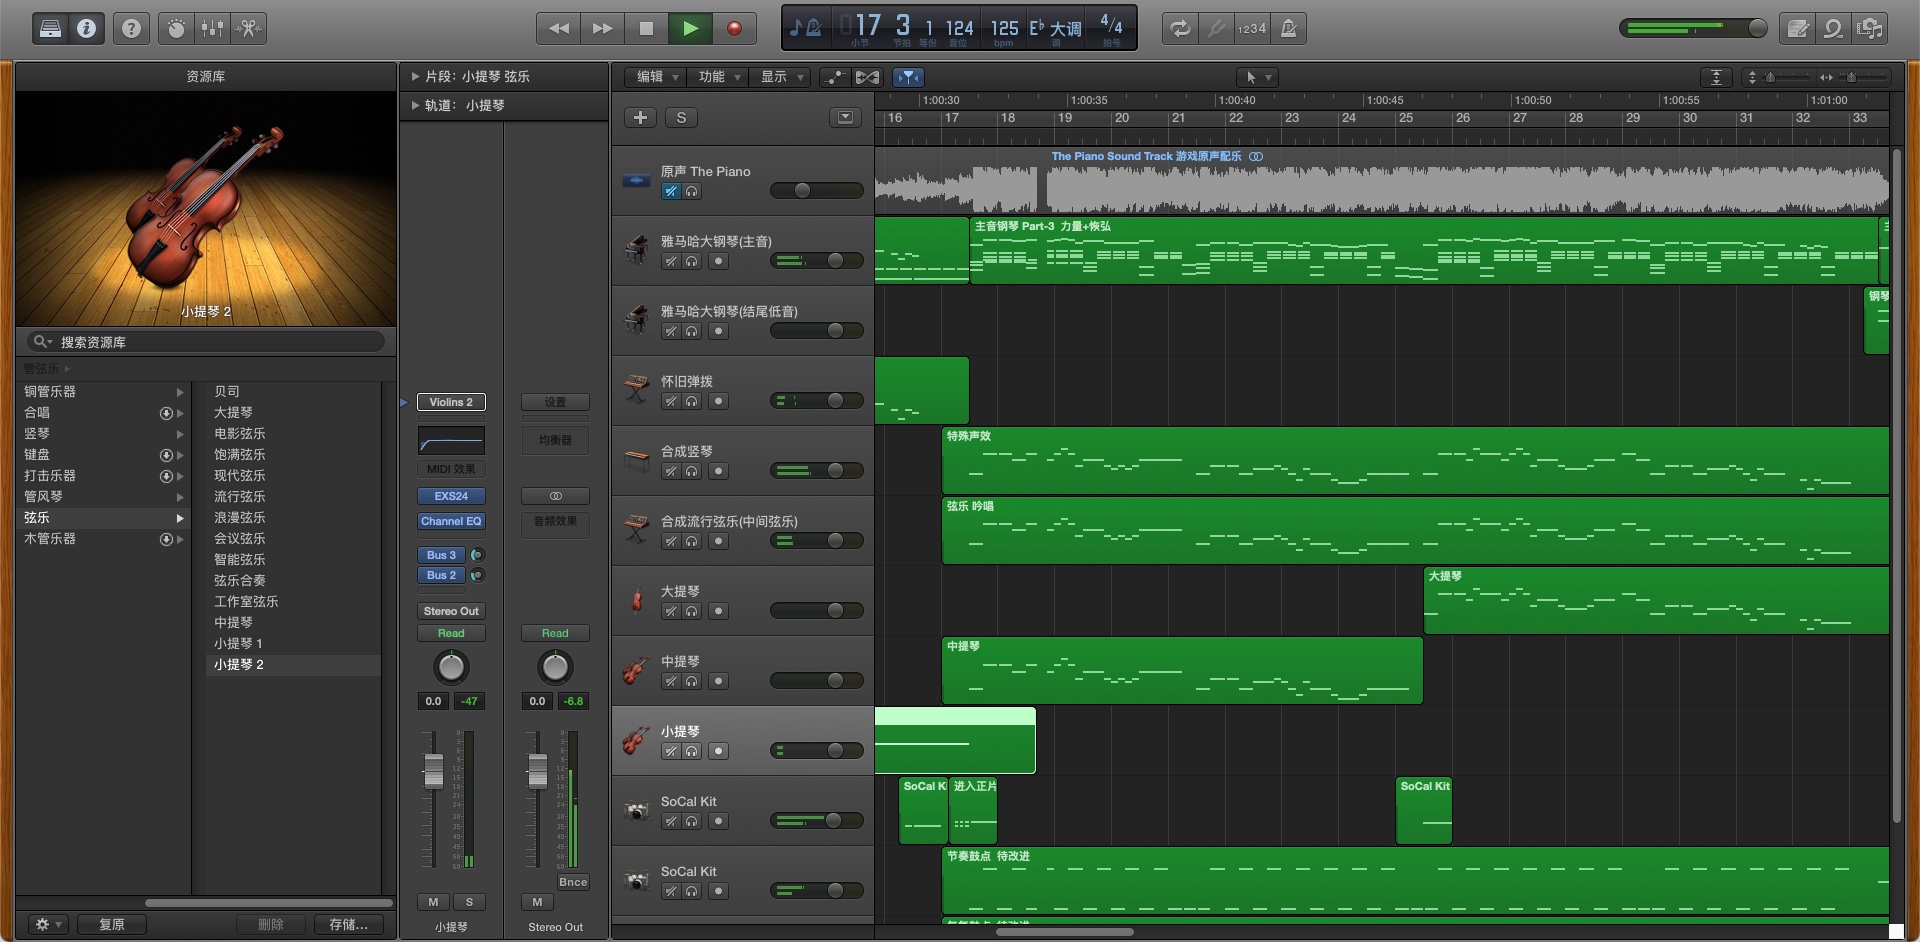 17 3 1 124 125 E♭ 大调 4/4
小节 节拍 等份 音位 bpm 调 拍号
1234
资源库
小提琴 2
搜索资源库
管弦乐
铜管乐器
合唱
竖琴
键盘
打击乐器
管风琴
弦乐
木管乐器
贝司
大提琴
电影弦乐
饱满弦乐
现代弦乐
流行弦乐
浪漫弦乐
会议弦乐
智能弦乐
弦乐合奏
工作室弦乐
中提琴
小提琴 1
小提琴 2
复原
删除
存储...
片段: 小提琴 弦乐
轨道: 小提琴
Violins 2
MIDI 效果
EXS24
Channel EQ
Bus 3
Bus 2
Stereo Out
Read
0.0 -47
M S
小提琴
设置
均衡器
音频效果
Read
0.0 -6.8
Bnce
M
Stereo Out
编辑 功能 显示
S
1:00:30 1:00:35 1:00:40 1:00:45 1:00:50 1:00:55 1:01:00
16 17 18 19 20 21 22 23 24 25 26 27 28 29 30 31 32 33
原声 The Piano
The Piano Sound Track 游戏原声配乐
雅马哈大钢琴(主音)
主音钢琴 Part-3 力量+恢弘
雅马哈大钢琴(结尾低音)
钢琴
怀旧弹拨
合成竖琴
特殊声效
合成流行弦乐(中间弦乐)
弦乐 吟唱
大提琴
大提琴
中提琴
中提琴
小提琴
SoCal Kit
SoCal K
进入正片
SoCal Kit
SoCal Kit
节奏鼓点 待改进